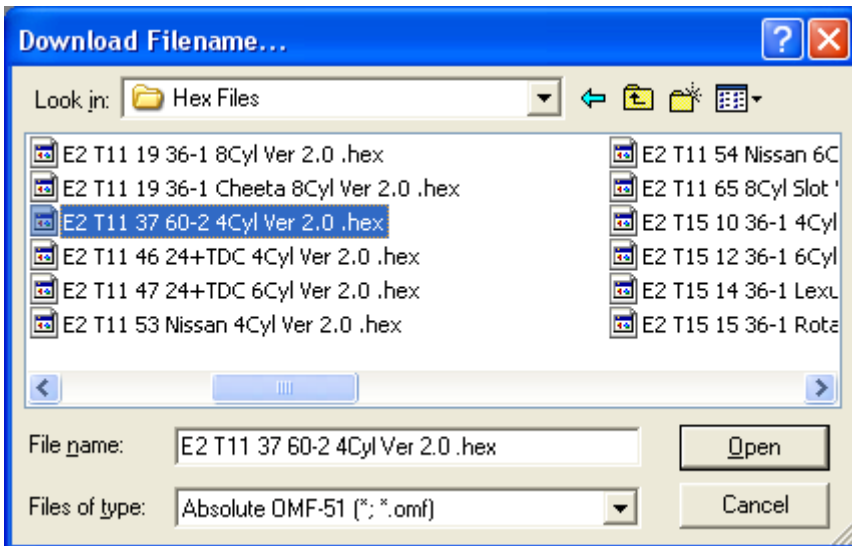 Download Filename...
Look in: Hex Files
E2 T11 19 36-1 8Cyl Ver 2.0 .hex
E2 T11 19 36-1 Cheeta 8Cyl Ver 2.0 .hex
E2 T11 37 60-2 4Cyl Ver 2.0 .hex
E2 T11 46 24+TDC 4Cyl Ver 2.0 .hex
E2 T11 47 24+TDC 6Cyl Ver 2.0 .hex
E2 T11 53 Nissan 4Cyl Ver 2.0 .hex
E2 T11 54 Nissan 6C
E2 T11 65 8Cyl Slot
E2 T15 10 36-1 4Cyl
E2 T15 12 36-1 6Cyl
E2 T15 14 36-1 Lexu
E2 T15 15 36-1 Rota
File name: E2 T11 37 60-2 4Cyl Ver 2.0 .hex
Open
Files of type: Absolute OMF-51 (*; *.omf)
Cancel